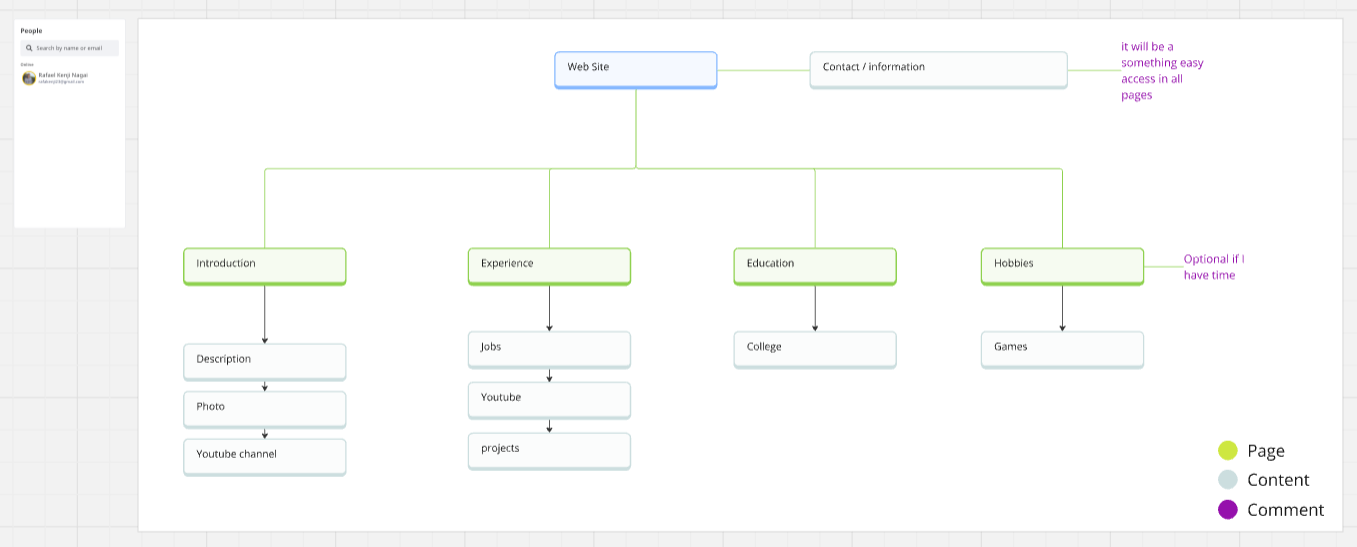 People
Search by name or email
Rafael Kenji Nagai
Web Site
Contact / information
it will be a
something easy
access in all
pages
Introduction
Experience
Education
Hobbies
Optional if I
have time
Description
Photo
Youtube channel
Jobs
Youtube
projects
College
Games
Page
Content
Comment